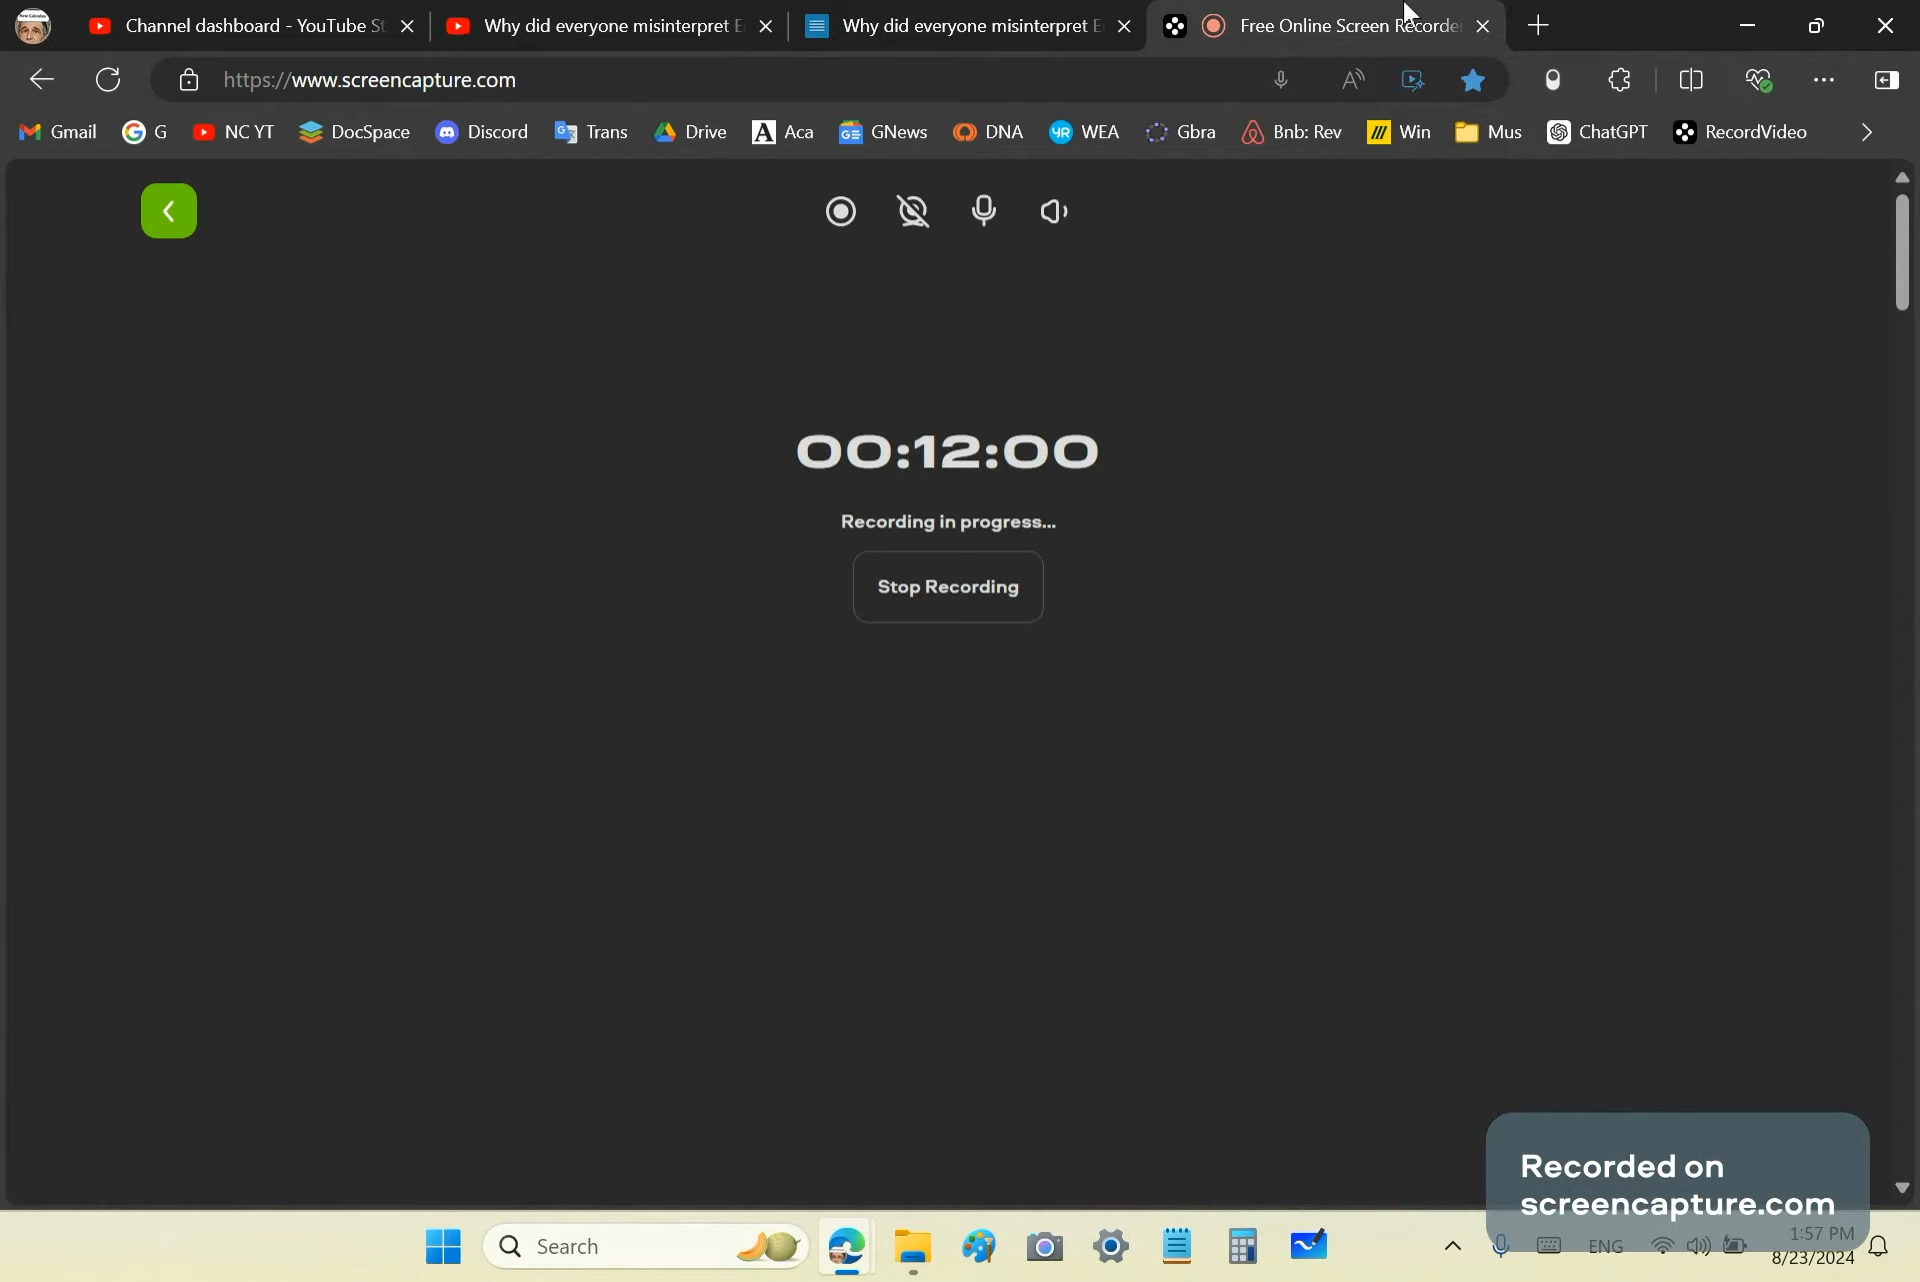 Channel dashboard - YouTube St
Why did everyone misinterpret E
Why did everyone misinterpret E
Free Online Screen Recorde
https://www.screencapture.com
Gmail
G
NC YT
DocSpace
Discord
Trans
Drive
Aca
GNews
DNA
WEA
Gbra
Bnb: Rev
Win
Mus
ChatGPT
RecordVideo
00:12:00
Recording in progress...
Stop Recording
Recorded on
screencapture.com
Search
ENG
1:57 PM
8/23/2024